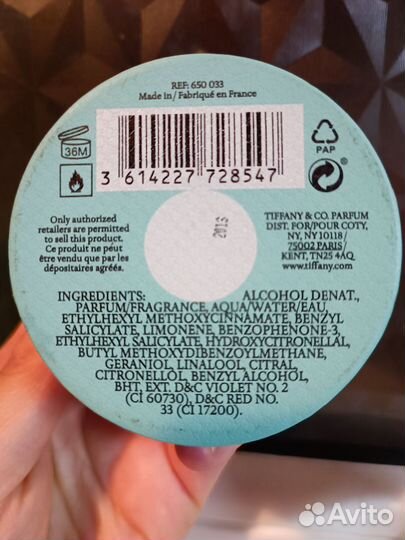 REF: 650 033
Made in/ Fabriqué en France
36M
PAP
3 614227 728547
Only authorized
retailers are permitted
to sell this product.
Ce produit ne peut
être vendu que par les
dépositaires agréés.
TIFFANY & CO. PARFUM
DIST. FOR/POUR COTY,
NY, NY 10118/
75002 PARIS/
KENT, TN25 4AQ
www.tiffany.com
INGREDIENTS: ALCOHOL DENAT.,
PARFUM/FRAGRANCE, AQUA/WATER/EAU,
ETHYLHEXYL METHOXYCINNAMATE, BENZYL
SALICYLATE, LIMONENE, BENZOPHENONE-3,
ETHYLHEXYL SALICYLATE, HYDROXYCITRONELLAL,
BUTYL METHOXYDIBENZOYLMETHANE,
GERANIOL, LINALOOL, CITRAL,
CITRONELLOL, BENZYL ALCOHOL,
BHT, EXT. D&C VIOLET NO. 2
(CI 60730), D&C RED NO.
33 (CI 17200).
Avito